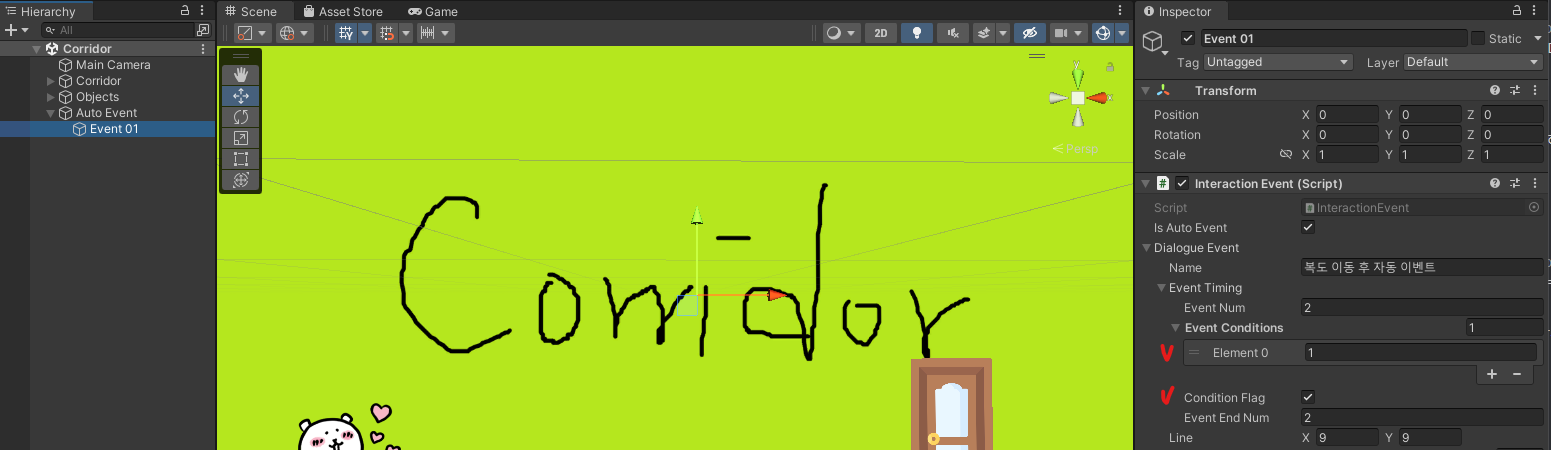 Hierarchy
All
Corridor
Main Camera
Corridor
Objects
Auto Event
Event 01
Scene
Asset Store
Game
2D
y
x
Persp
Corridor
Inspector
Event 01
Static
Tag Untagged
Layer Default
Transform
Position X 0 Y 0 Z 0
Rotation X 0 Y 0 Z 0
Scale X 1 Y 1 Z 1
# Interaction Event (Script)
Script InteractionEvent
Is Auto Event
Dialogue Event
Name 복도 이동 후 자동 이벤트
Event Timing
Event Num 2
Event Conditions 1
Element 0 1
+ −
Condition Flag
Event End Num 2
Line X 9 Y 9